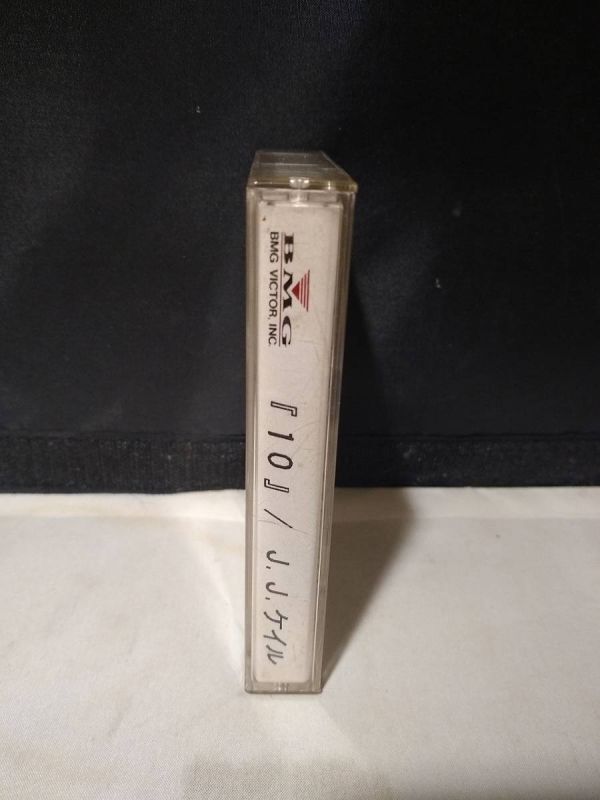 BMG
BMG VICTOR, INC.
『10』/ J.J.ケイル